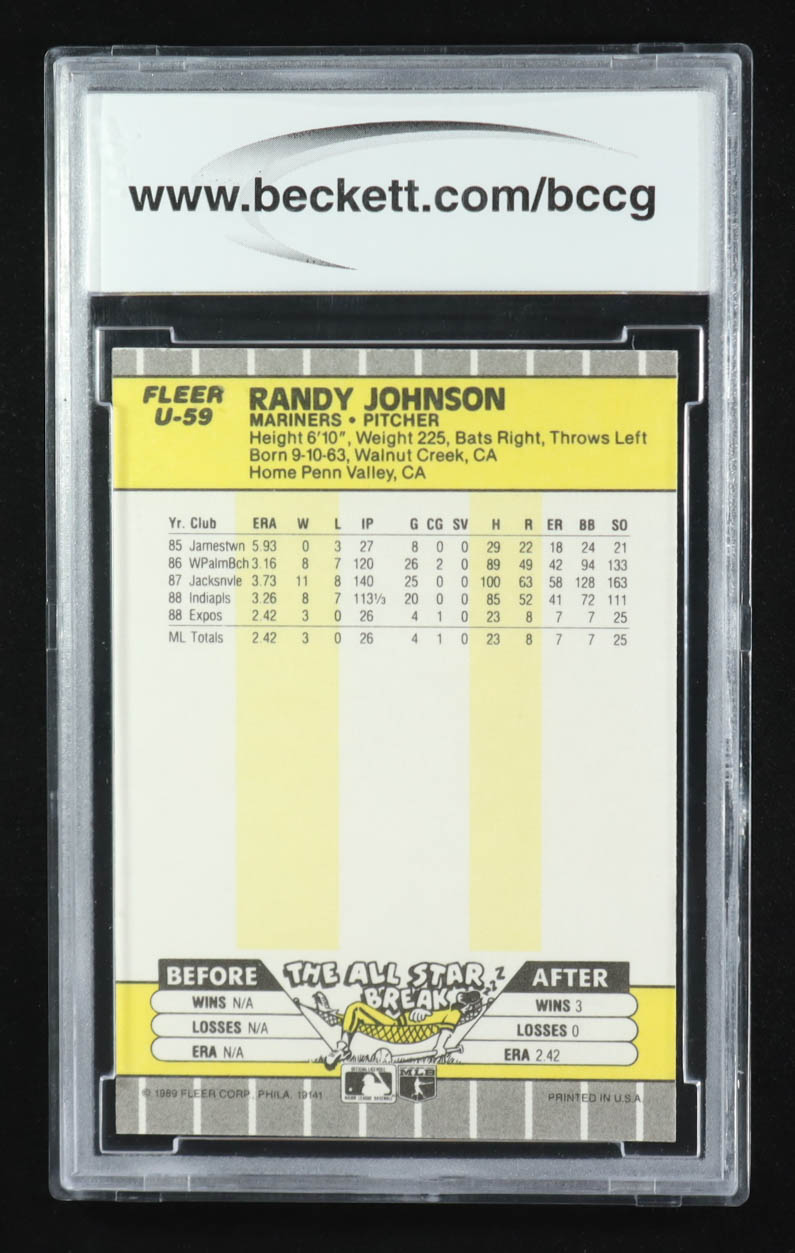 www.beckett.com/bccg
FLEER
U-59
RANDY JOHNSON
MARINERS • PITCHER
Height 6'10", Weight 225, Bats Right, Throws Left
Born 9-10-63, Walnut Creek, CA
Home Penn Valley, CA
Yr. Club ERA W L IP G CG SV H R ER BB SO
85 Jamestwn 5.93 0 3 27 8 0 0 29 22 18 24 21
86 WPalmBch 3.16 8 7 120 26 2 0 89 49 42 94 133
87 Jacksnvle 3.73 11 8 140 25 0 0 100 63 58 128 163
88 Indiapls 3.26 8 7 113⅓ 20 0 0 85 52 41 72 111
88 Expos 2.42 3 0 26 4 1 0 23 8 7 7 25
ML Totals 2.42 3 0 26 4 1 0 23 8 7 7 25
BEFORE THE ALL STAR BREAK ZZZ AFTER
WINS N/A WINS 3
LOSSES N/A LOSSES 0
ERA N/A ERA 2.42
MLB
© 1989 FLEER CORP., PHILA. 19141 PRINTED IN U.S.A.